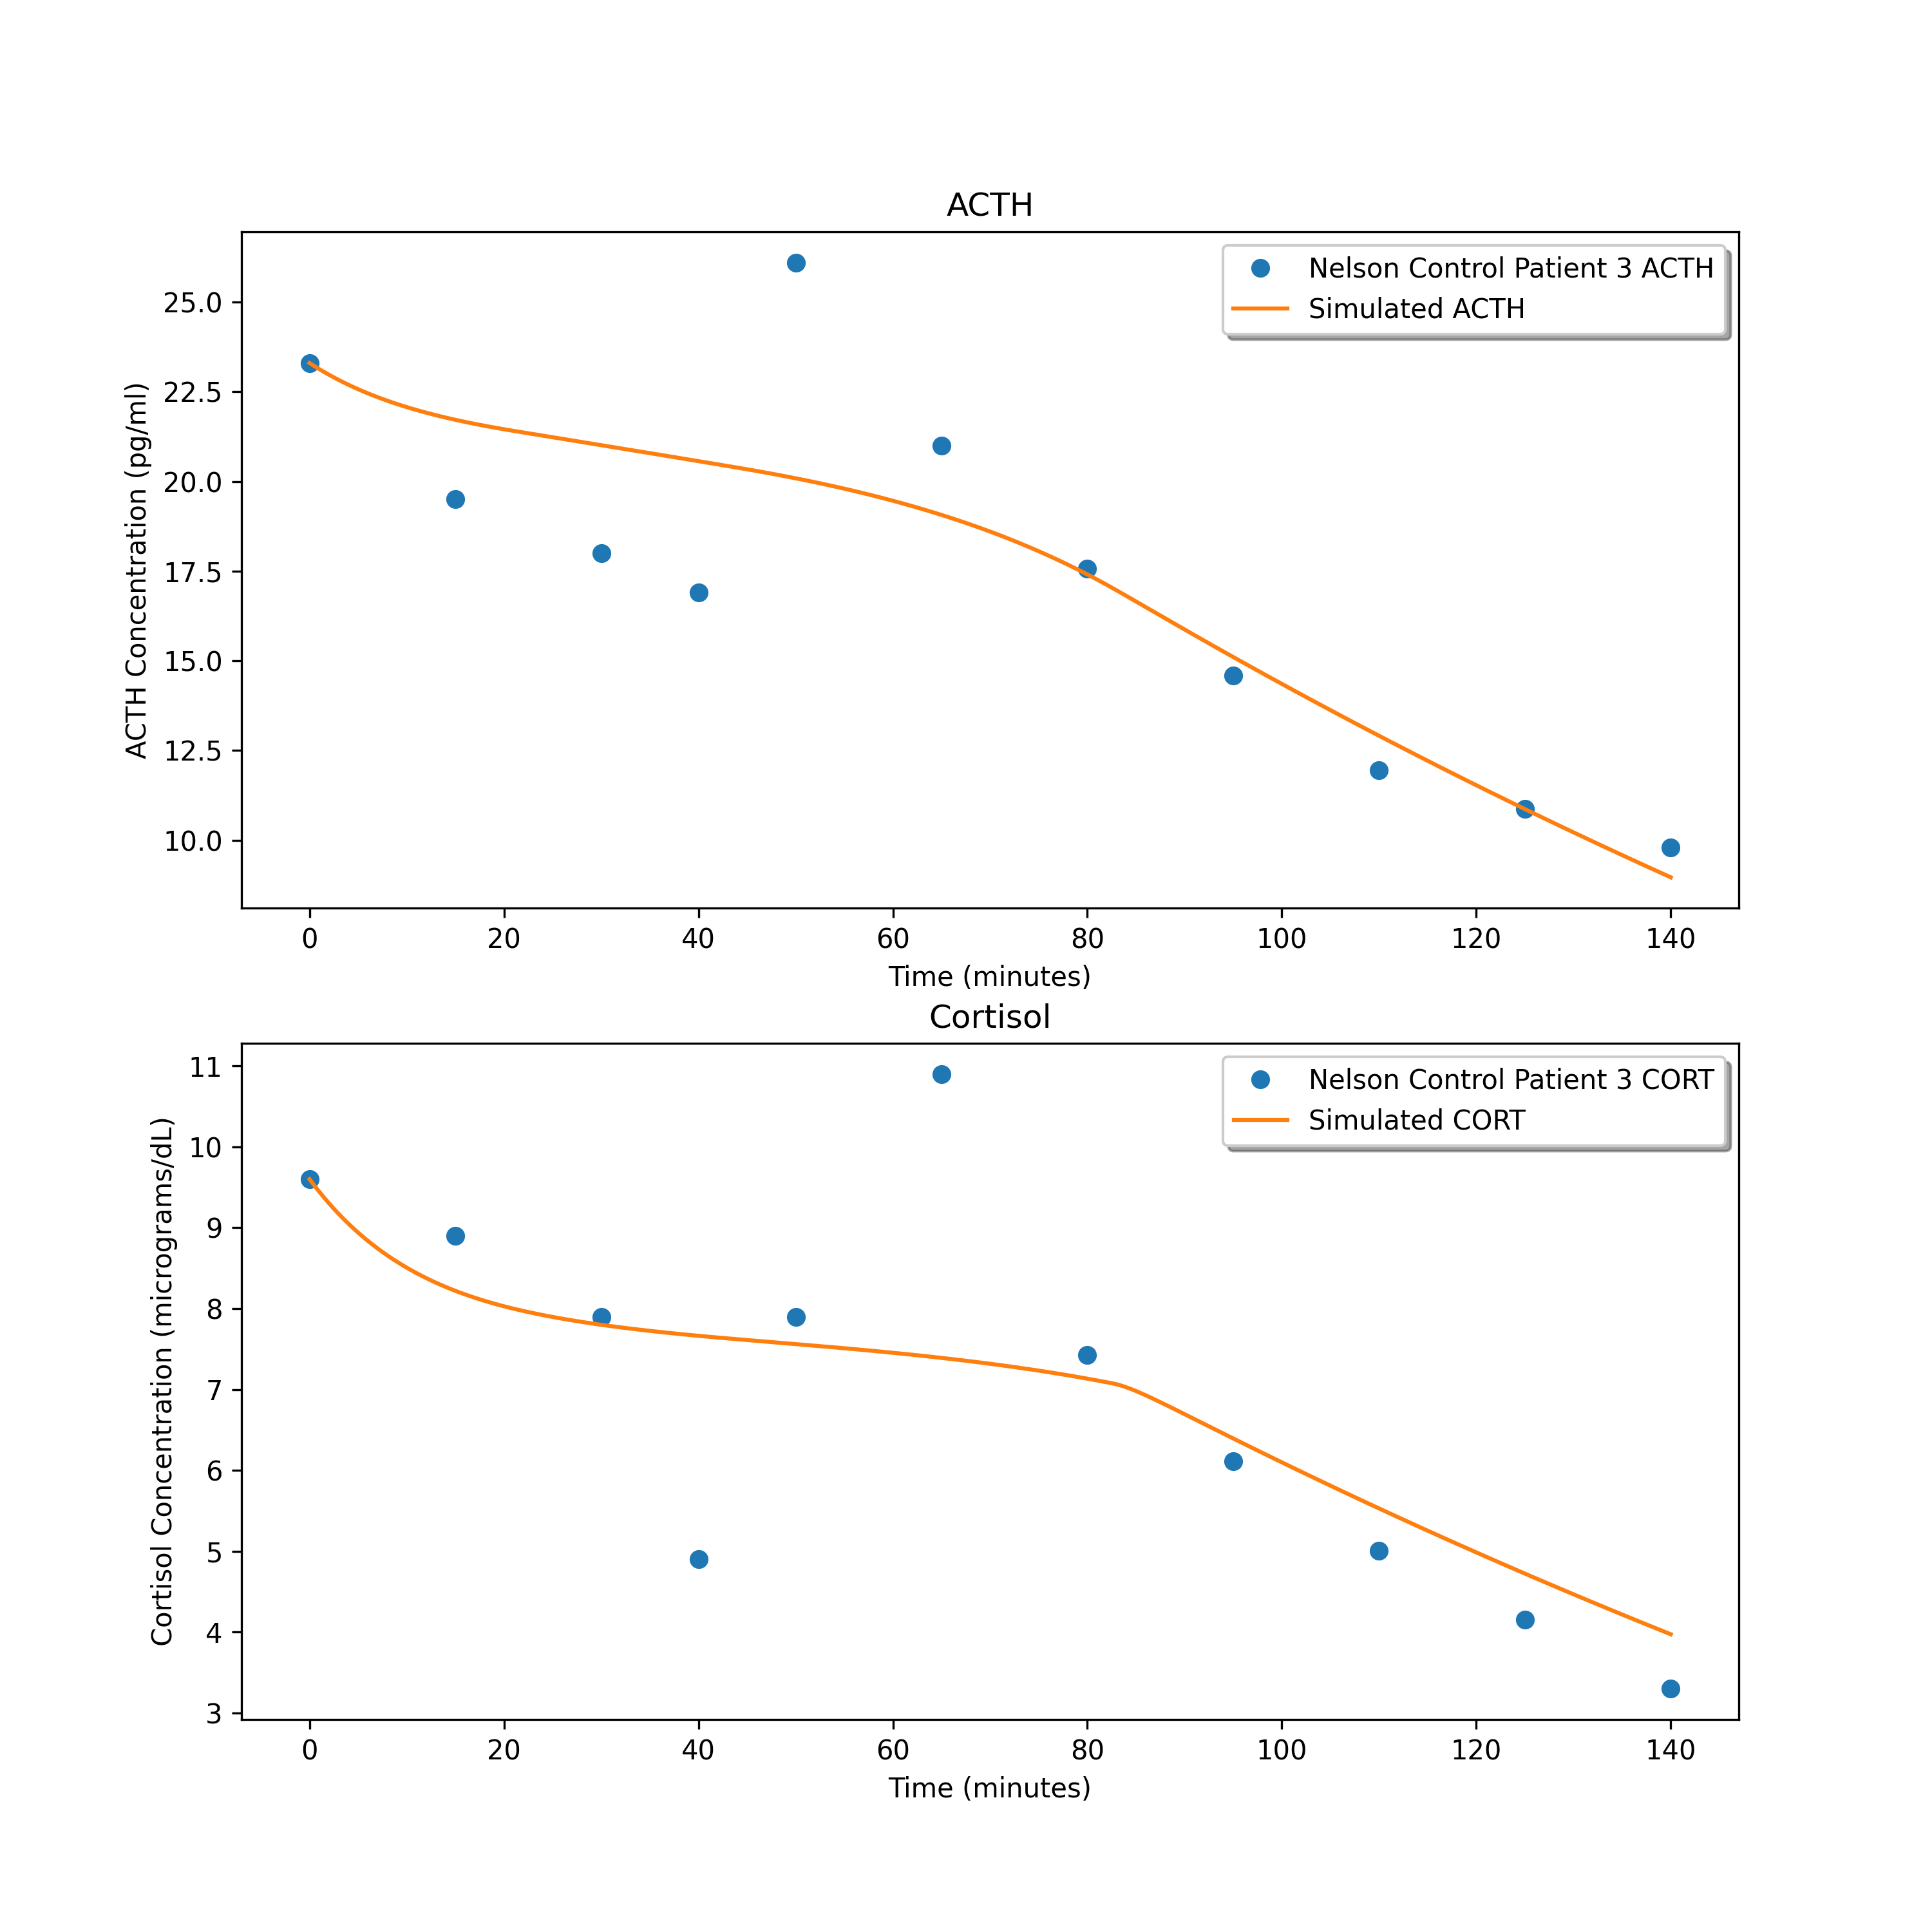 ACTH
Nelson Control Patient 3 ACTH
Simulated ACTH
ACTH Concentration (pg/ml)
25.0
22.5
20.0
17.5
15.0
12.5
10.0
0 20 40 60 80 100 120 140
Time (minutes)
Cortisol
Nelson Control Patient 3 CORT
Simulated CORT
Cortisol Concentration (micrograms/dL)
11
10
9
8
7
6
5
4
3
0 20 40 60 80 100 120 140
Time (minutes)